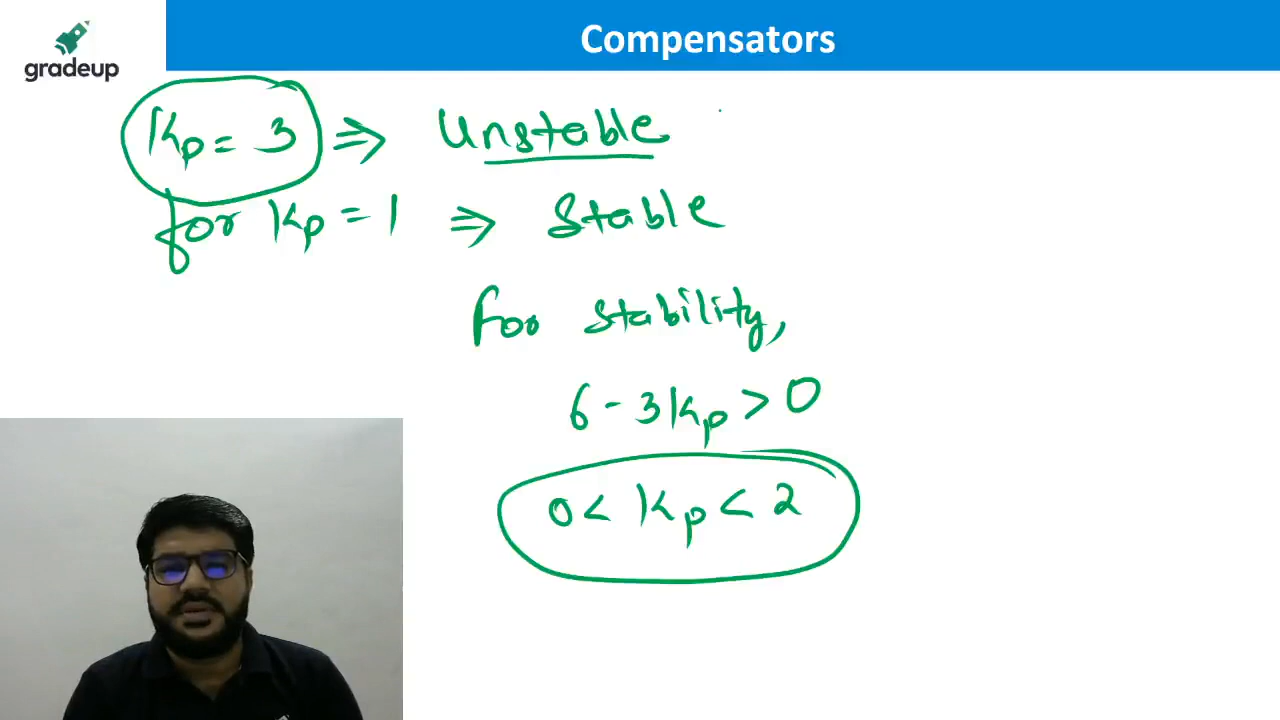 Compensators
gradeup
Kp = 3 ⇒ Unstable
for Kp = 1 ⇒ Stable
For stability,
6 - 3Kp > 0
0 < Kp < 2